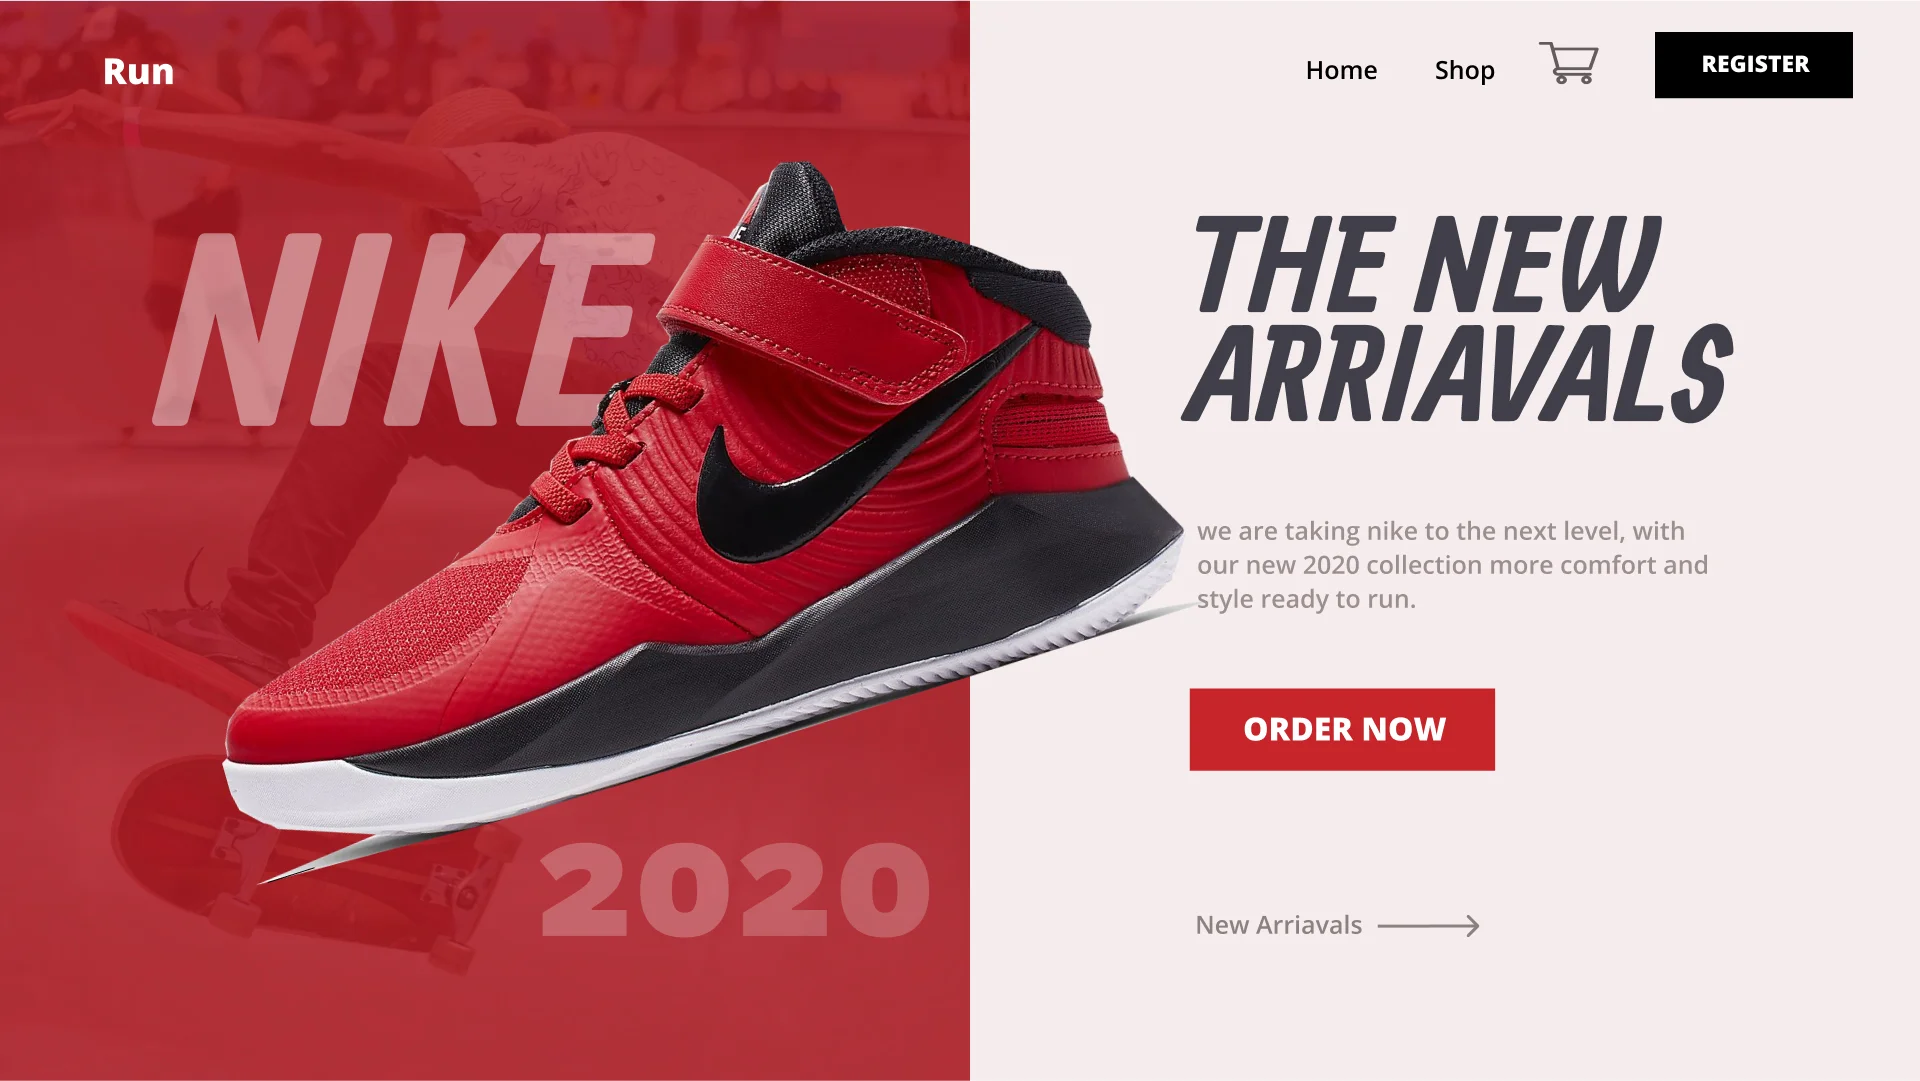 Run
Home
Shop
REGISTER
NIKE
THE NEW
ARRIAVALS
we are taking nike to the next level, with
our new 2020 collection more comfort and
style ready to run.
ORDER NOW
2020
New Arriavals